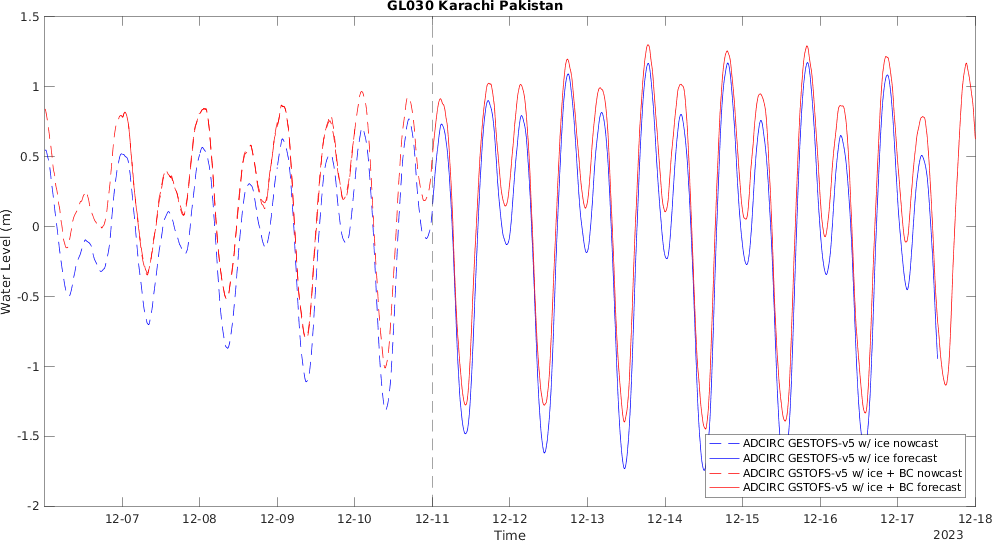 GL030 Karachi Pakistan
1.5
1
0.5
0
-0.5
-1
-1.5
-2
Water Level (m)
ADCIRC GESTOFS-v5 w/ ice nowcast
ADCIRC GESTOFS-v5 w/ ice forecast
ADCIRC GSTOFS-v5 w/ ice + BC nowcast
ADCIRC GSTOFS-v5 w/ ice + BC forecast
12-07 12-08 12-09 12-10 12-11 12-12 12-13 12-14 12-15 12-16 12-17 12-18
Time
2023